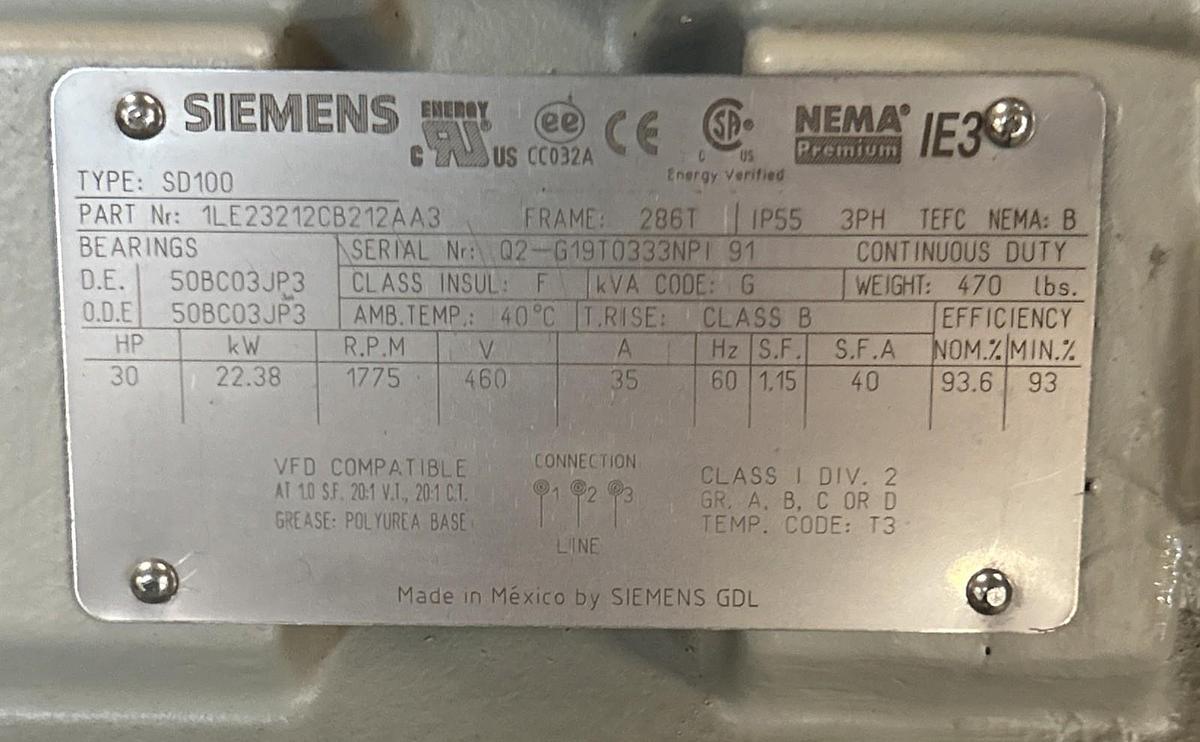 SIEMENS ENERGY C UR US ee CC032A CE SA C US Energy Verified NEMA Premium IE3
TYPE: SD100
PART Nr: 1LE23212CB212AA3 FRAME: 286T IP55 3PH TEFC NEMA: B
BEARINGS SERIAL Nr: Q2-G19T0333NPI 91 CONTINUOUS DUTY
D.E. 50BC03JP3 CLASS INSUL: F kVA CODE: G WEIGHT: 470 lbs.
O.D.E 50BC03JP3 AMB.TEMP.: 40°C T.RISE: CLASS B EFFICIENCY
HP kW R.P.M V A Hz S.F. S.F.A NOM.% MIN.%
30 22.38 1775 460 35 60 1.15 40 93.6 93
VFD COMPATIBLE
AT 1.0 S.F. 20:1 V.T., 20:1 C.T.
GREASE: POLYUREA BASE
CONNECTION
1 2 3
LINE
CLASS I DIV. 2
GR. A, B, C OR D
TEMP. CODE: T3
Made in México by SIEMENS GDL